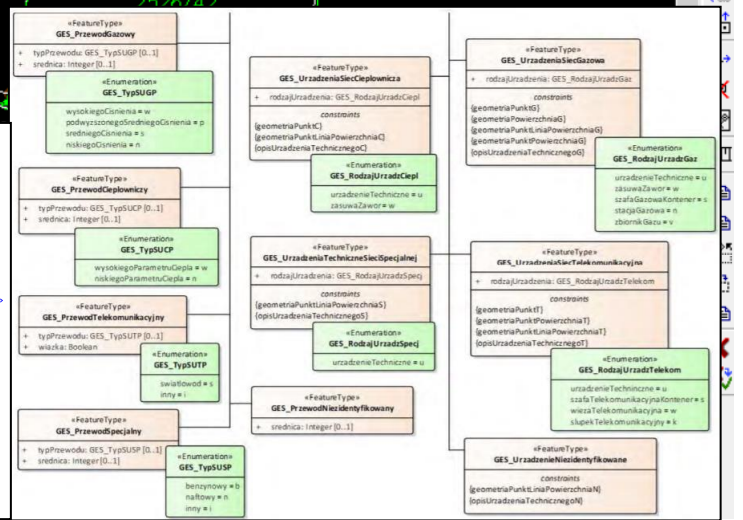 «FeatureType»
GES_PrzewodGazowy
+ typPrzewodu: GES_TypSUGP [0..1]
+ srednica: Integer [0..1]
«Enumeration»
GES_TypSUGP
wysokiegoCisnienia = w
podwyzszonegoSredniegoCisnienia = p
sredniegoCisnienia = s
niskiegoCisnienia = n
«FeatureType»
GES_PrzewodCieplowniczy
+ typPrzewodu: GES_TypSUCP [0..1]
+ srednica: Integer [0..1]
«Enumeration»
GES_TypSUCP
wysokiegoParametruCiepla = w
niskiegoParametruCiepla = n
«FeatureType»
GES_PrzewodTelekomunikacyjny
+ typPrzewodu: GES_TypSUTP [0..1]
+ wiazka: Boolean
«Enumeration»
GES_TypSUTP
swiatlowod = s
inny = i
«FeatureType»
GES_PrzewodSpecjalny
+ typPrzewodu: GES_TypSUSP [0..1]
+ srednica: Integer [0..1]
«Enumeration»
GES_TypSUSP
benzynowy = b
naftowy = n
inny = i
«FeatureType»
GES_UrzadzeniaSiecCieplownicza
+ rodzajUrzadzenia: GES_RodzajUrzadzCiepl
constraints
{geometriaPunktC}
{geometriaPunktLiniaPowierzchniaC}
{opisUrzadzeniaTechnicznegoC}
«Enumeration»
GES_RodzajUrzadzCiepl
urzadzenieTechniczne = u
zasuwaZawor = w
«FeatureType»
GES_UrzadzeniaTechniczneSieciSpecjalnej
+ rodzajUrzadzenia: GES_RodzajUrzadzSpecj
constraints
{geometriaPunktLiniaPowierzchniaS}
{opisUrzadzeniaTechnicznegoS}
«Enumeration»
GES_RodzajUrzadzSpecj
urzadzenieTechniczne = u
«FeatureType»
GES_PrzewodNiezidentyfikowany
+ srednica: Integer [0..1]
«FeatureType»
GES_UrzadzeniaSiecGazowa
+ rodzajUrzadzenia: GES_RodzajUrzadzGaz
constraints
{geometriaPunktG}
{geometriaPowierzchniaG}
{geometriaPunktLiniaPowierzchniaG}
{geometriaPunktPowierzchniaG}
{opisUrzadzeniaTechnicznegoG}
«Enumeration»
GES_RodzajUrzadzGaz
urzadzenieTechniczne = u
zasuwaZawor = w
szafaGazowaKontener = s
stacjaGazowa = n
zbiornikGazu = v
«FeatureType»
GES_UrzadzeniaSiecTelekomunikacyjna
+ rodzajUrzadzenia: GES_RodzajUrzadzTelekom
constraints
{geometriaPunktT}
{geometriaPunktPowierzchniaT}
{geometriaPunktLiniaPowierzchniaT}
{opisUrzadzeniaTechnicznegoT}
«Enumeration»
GES_RodzajUrzadzTelekom
urzadzenieTechninczne = u
szafaTelekomunikacyjnaKontener = s
wiezaTelekomunikacyjna = w
slupekTelekomunikacyjny = k
«FeatureType»
GES_UrzadzenieNiezidentyfikowane
constraints
{geometriaPunktLiniaPowierzchniaN}
{opisUrzadzeniaTechnicznegoN}